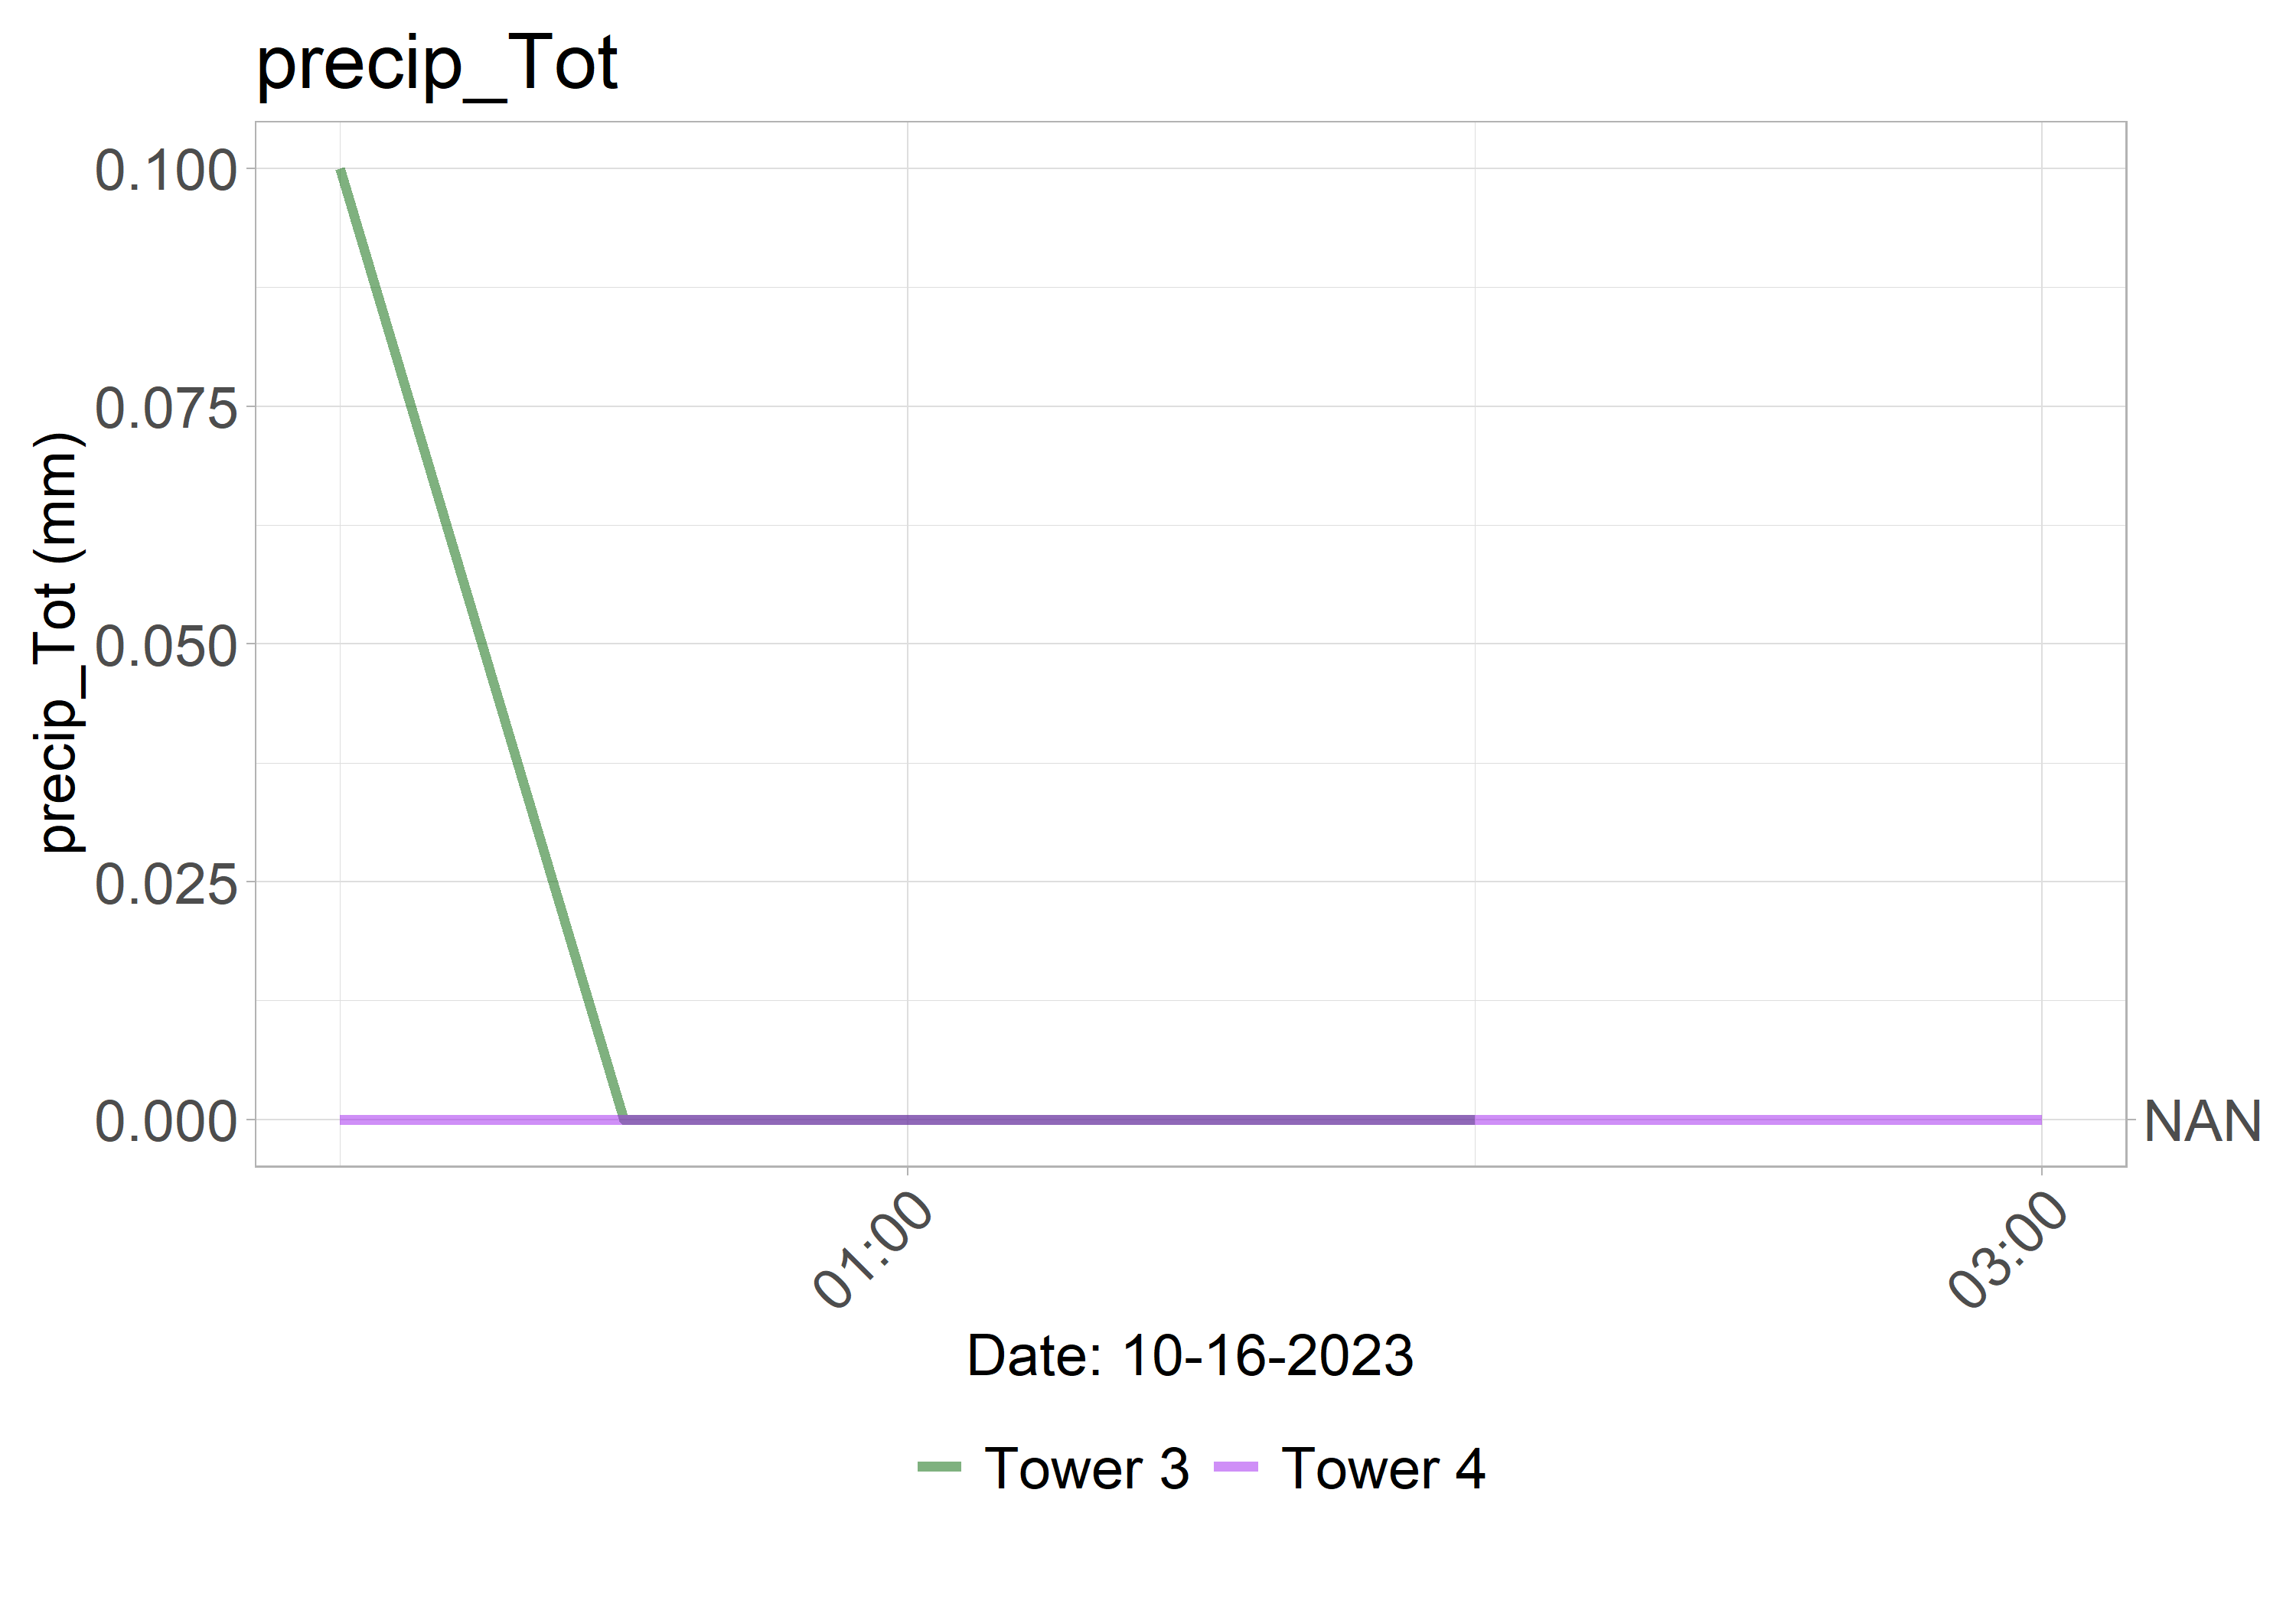 precip_Tot
precip_Tot (mm)
0.100
0.075
0.050
0.025
0.000
NAN
01:00
03:00
Date: 10-16-2023
Tower 3
Tower 4